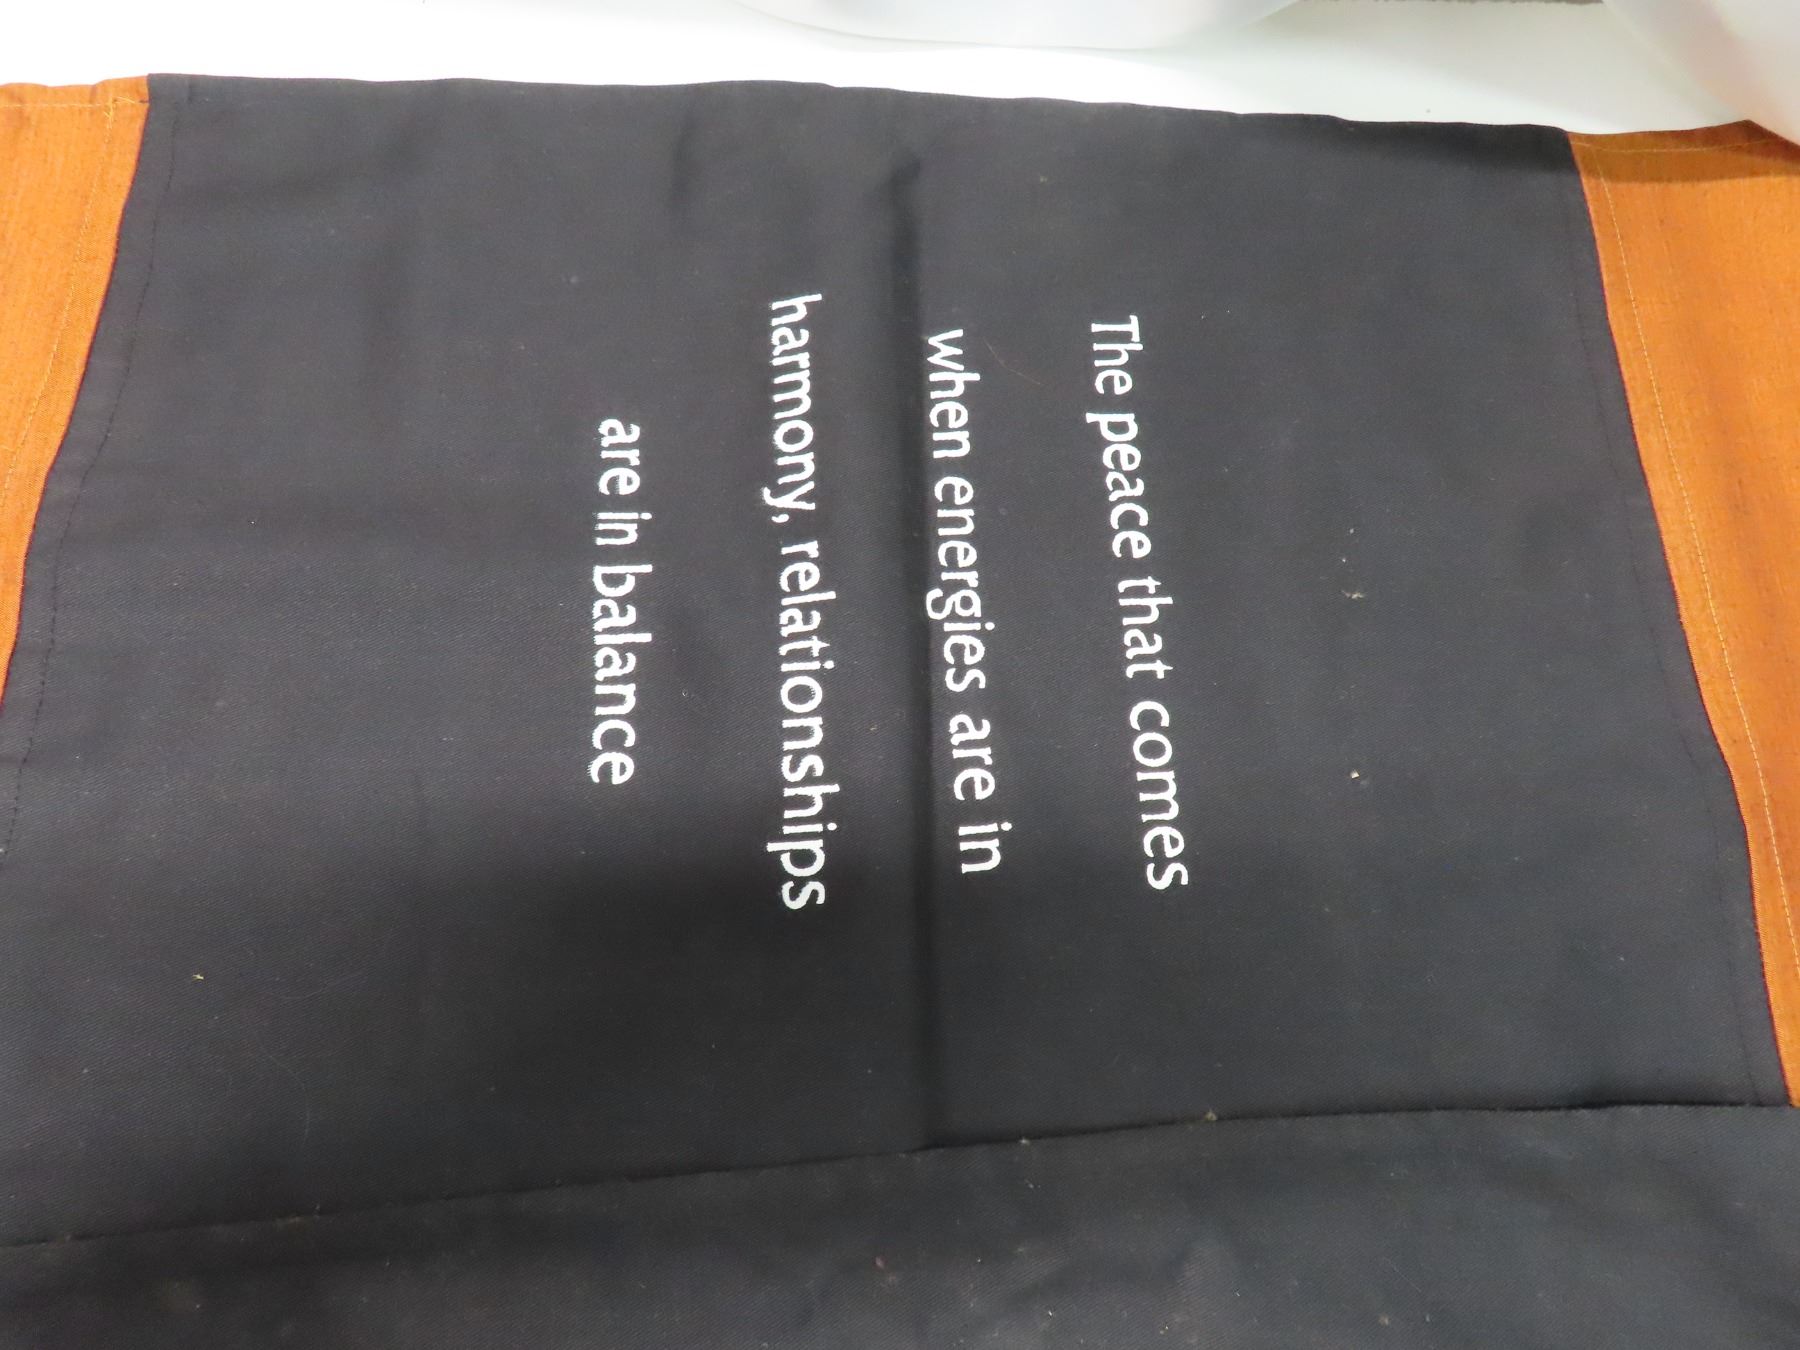 The peace that comes
when energies are in
harmony, relationships
are in balance